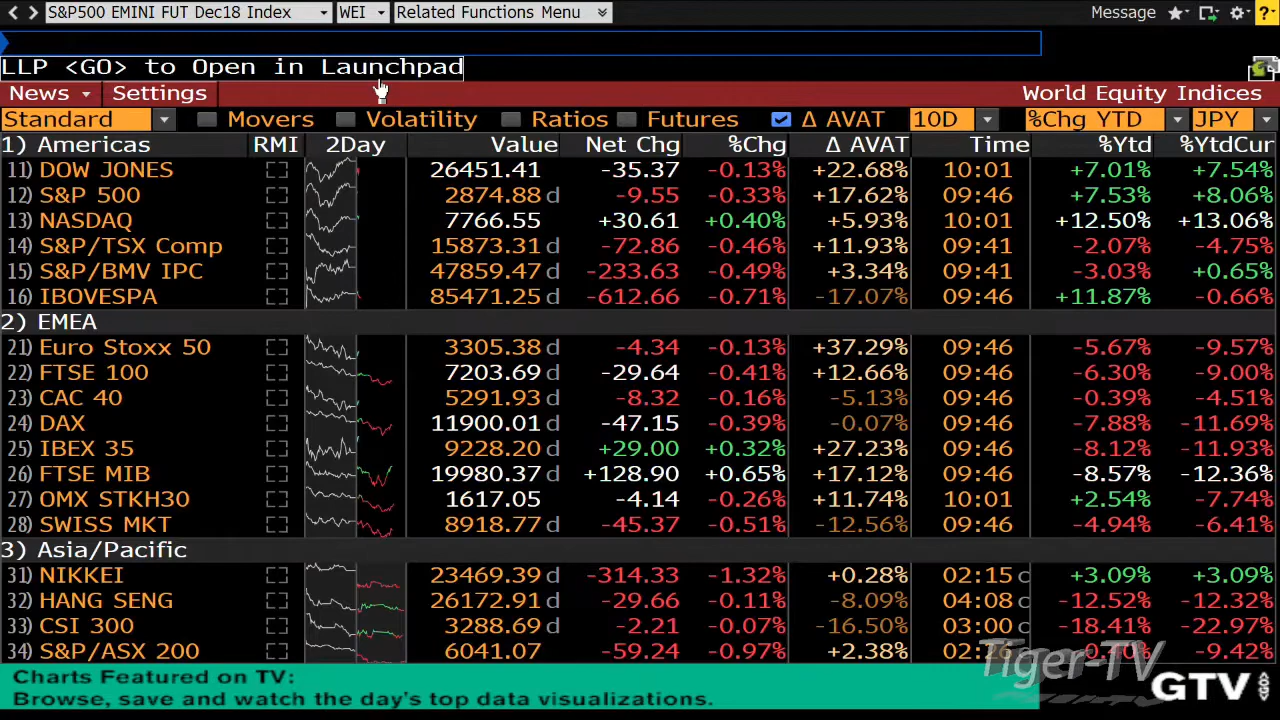 S&P500 EMINI FUT Dec18 Index WEI Related Functions Menu Message ?
LLP <GO> to Open in Launchpad
News Settings World Equity Indices
Standard Movers Volatility Ratios Futures Δ AVAT 10D %Chg YTD JPY
1) Americas RMI 2Day Value Net Chg %Chg Δ AVAT Time %Ytd %YtdCur
11) DOW JONES 26451.41 -35.37 -0.13% +22.68% 10:01 +7.01% +7.54%
12) S&P 500 2874.88 d -9.55 -0.33% +17.62% 10:01 +7.53% +8.06%
13) NASDAQ 7766.55 +30.61 +0.40% +5.93% 10:01 +12.50% +13.06%
14) S&P/TSX Comp 15873.31 d -72.86 -0.46% +11.93% 09:41 -2.07% -4.75%
15) S&P/BMV IPC 47859.47 d -233.63 -0.49% +3.34% 09:41 -3.03% +0.65%
16) IBOVESPA 85471.25 d -612.66 -0.71% -17.07% 09:46 +11.87% -0.66%
2) EMEA
21) Euro Stoxx 50 3305.38 d -4.34 -0.13% +37.29% 09:46 -5.67% -9.57%
22) FTSE 100 7203.69 d -29.64 -0.41% +12.66% 09:46 -6.30% -9.00%
23) CAC 40 5291.93 d -8.32 -0.16% -5.13% 09:46 -0.39% -4.51%
24) DAX 11900.01 d -47.15 -0.39% -0.07% 09:46 -7.88% -11.69%
25) IBEX 35 9228.20 d +29.00 +0.32% +27.23% 09:46 -8.12% -11.93%
26) FTSE MIB 19980.37 d +128.90 +0.65% +17.12% 09:46 -8.57% -12.36%
27) OMX STKH30 1617.05 -4.14 -0.26% +11.74% 10:01 +2.54% -7.74%
28) SWISS MKT 8918.77 d -45.37 -0.51% -12.56% 09:46 -4.94% -6.41%
3) Asia/Pacific
31) NIKKEI 23469.39 d -314.33 -1.32% +0.28% 02:15 c +3.09% +3.09%
32) HANG SENG 26172.91 d -29.66 -0.11% -8.09% 04:08 c -12.52% -12.32%
33) CSI 300 3288.69 d -2.21 -0.07% -16.50% 03:00 c -18.41% -22.97%
34) S&P/ASX 200 6041.07 -59.24 -0.97% +2.38% -9.42%
Tiger-TV
Charts Featured on TV:
Browse, save and watch the day's top data visualizations.
GTV